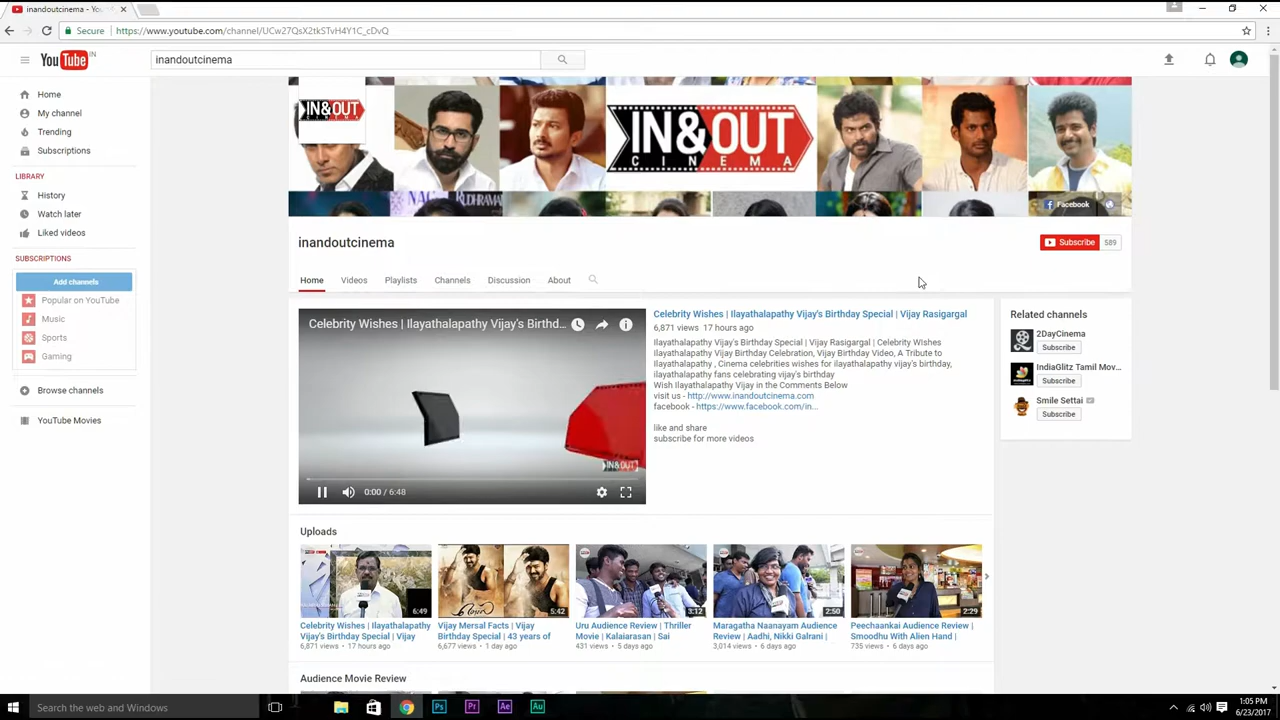 inandoutcinema - You
Secure https://www.youtube.com/channel/UCw27QsX2tkSTvH4Y1C_cDvQ
YouTube IN
inandoutcinema
Home
My channel
Trending
Subscriptions
LIBRARY
History
Watch later
Liked videos
SUBSCRIPTIONS
Add channels
Popular on YouTube
Music
Sports
Gaming
Browse channels
YouTube Movies
IN&OUT
IN&OUT
CINEMA
Facebook
inandoutcinema
Subscribe 589
Home Videos Playlists Channels Discussion About
Celebrity Wishes | Ilayathalapathy Vijay's Birthd...
IN&OUT
0:00 / 6:48
Celebrity Wishes | Ilayathalapathy Vijay's Birthday Special | Vijay Rasigargal
6,871 views 17 hours ago
Ilayathalapathy Vijay's Birthday Special | Vijay Rasigargal | Celebrity WIshes
Ilayathalapathy Vijay Birthday Celebration, Vijay Birthday Video, A Tribute to
Ilayathalapathy , Cinema celebrities wishes for ilayathalapathy vijay's birthday,
ilayathalapathy fans celebrating vijay's birthday
Wish Ilayathalapathy Vijay in the Comments Below
visit us - http://www.inandoutcinema.com
facebook - https://www.facebook.com/in...
like and share
subscribe for more videos
Related channels
2DayCinema
Subscribe
IndiaGlitz Tamil Mov...
Subscribe
Smile Settai
Subscribe
Uploads
6:49
Celebrity Wishes | Ilayathalapathy
Vijay's Birthday Special | Vijay
6,871 views • 17 hours ago
5:42
Vijay Mersal Facts | Vijay
Birthday Special | 43 years of
6,677 views • 1 day ago
3:12
Uru Audience Review | Thriller
Movie | Kalaiarasan | Sai
431 views • 5 days ago
2:50
Maragatha Naanayam Audience
Review | Aadhi, Nikki Galrani |
3,014 views • 6 days ago
2:29
Peechaankai Audience Review |
Smoodhu With Alien Hand |
735 views • 6 days ago
Audience Movie Review
Search the web and Windows
Ps
Pr
Ae
Au
1:05 PM
6/23/2017